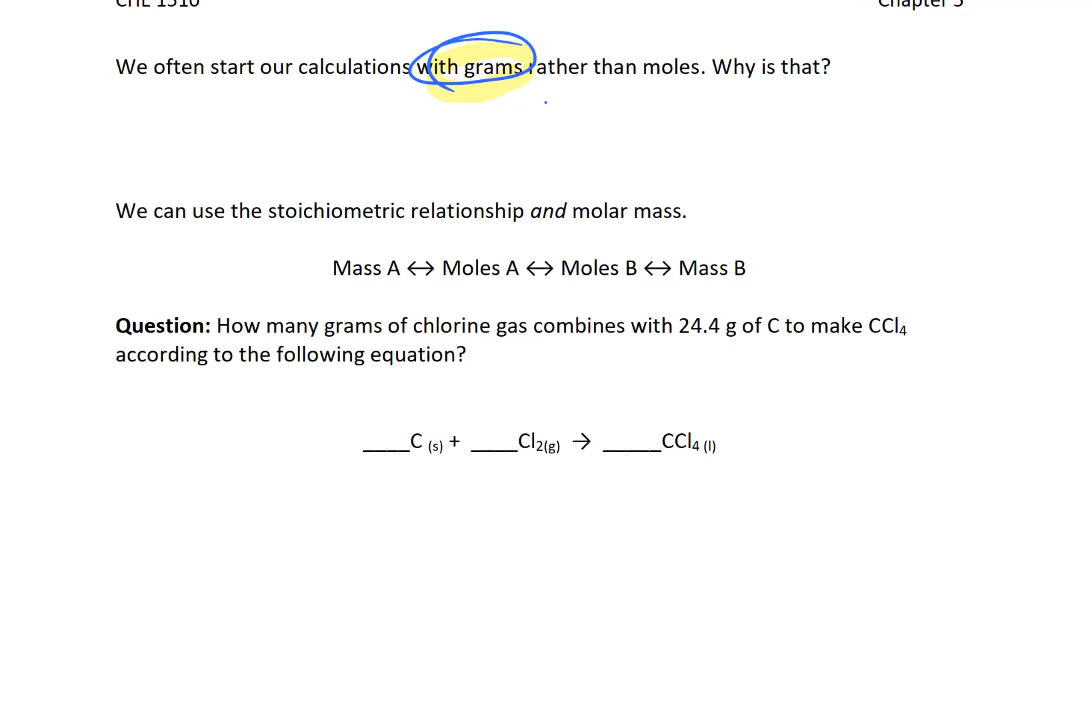 We often start our calculations with grams rather than moles. Why is that?
We can use the stoichiometric relationship and molar mass.
Mass A ↔ Moles A ↔ Moles B ↔ Mass B
Question: How many grams of chlorine gas combines with 24.4 g of C to make CCl₄
according to the following equation?
____C (s) + ____Cl₂(g) → _____CCl₄ (l)